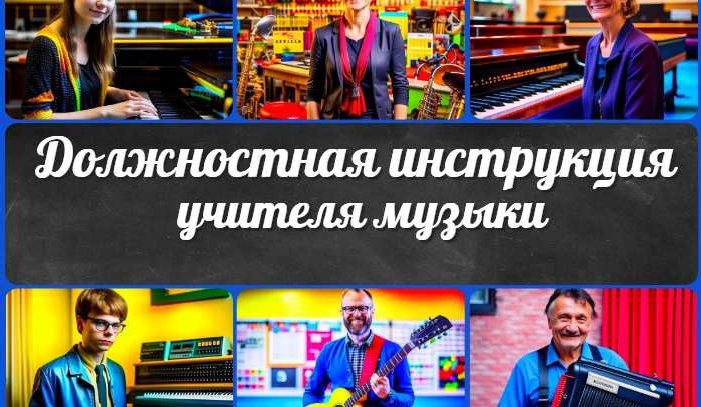 Должностная инструкция
учителя музыки